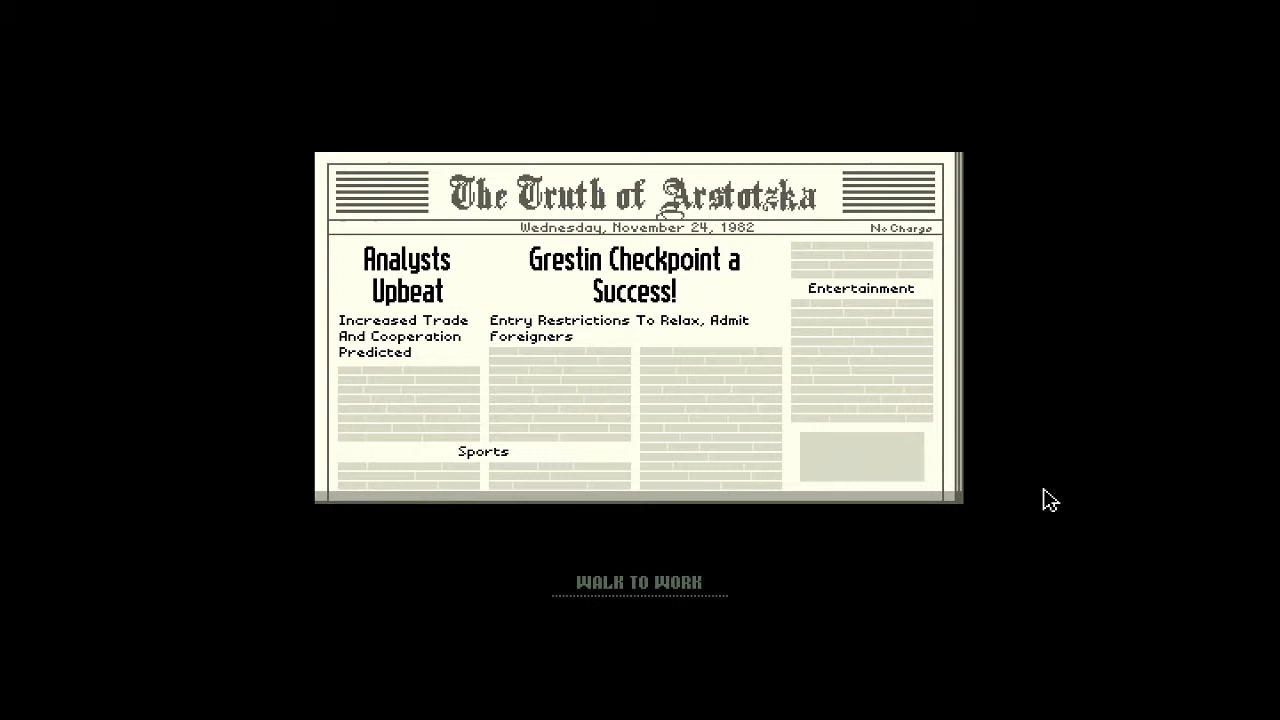 The Truth of Arstotzka
Wednesday, November 24, 1982
No Charge
Analysts
Upbeat
Increased Trade
And Cooperation
Predicted
Grestin Checkpoint a
Success!
Entry Restrictions To Relax, Admit
Foreigners
Sports
Entertainment
WALK TO WORK